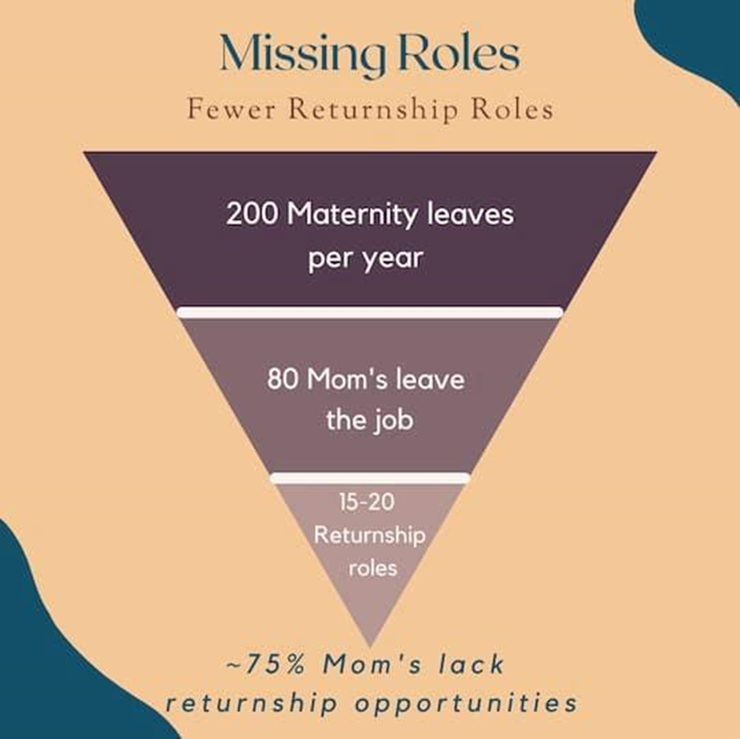 Missing Roles
Fewer Returnship Roles
200 Maternity leaves
per year
80 Mom's leave
the job
15-20
Returnship
roles
~75% Mom's lack
returnship opportunities